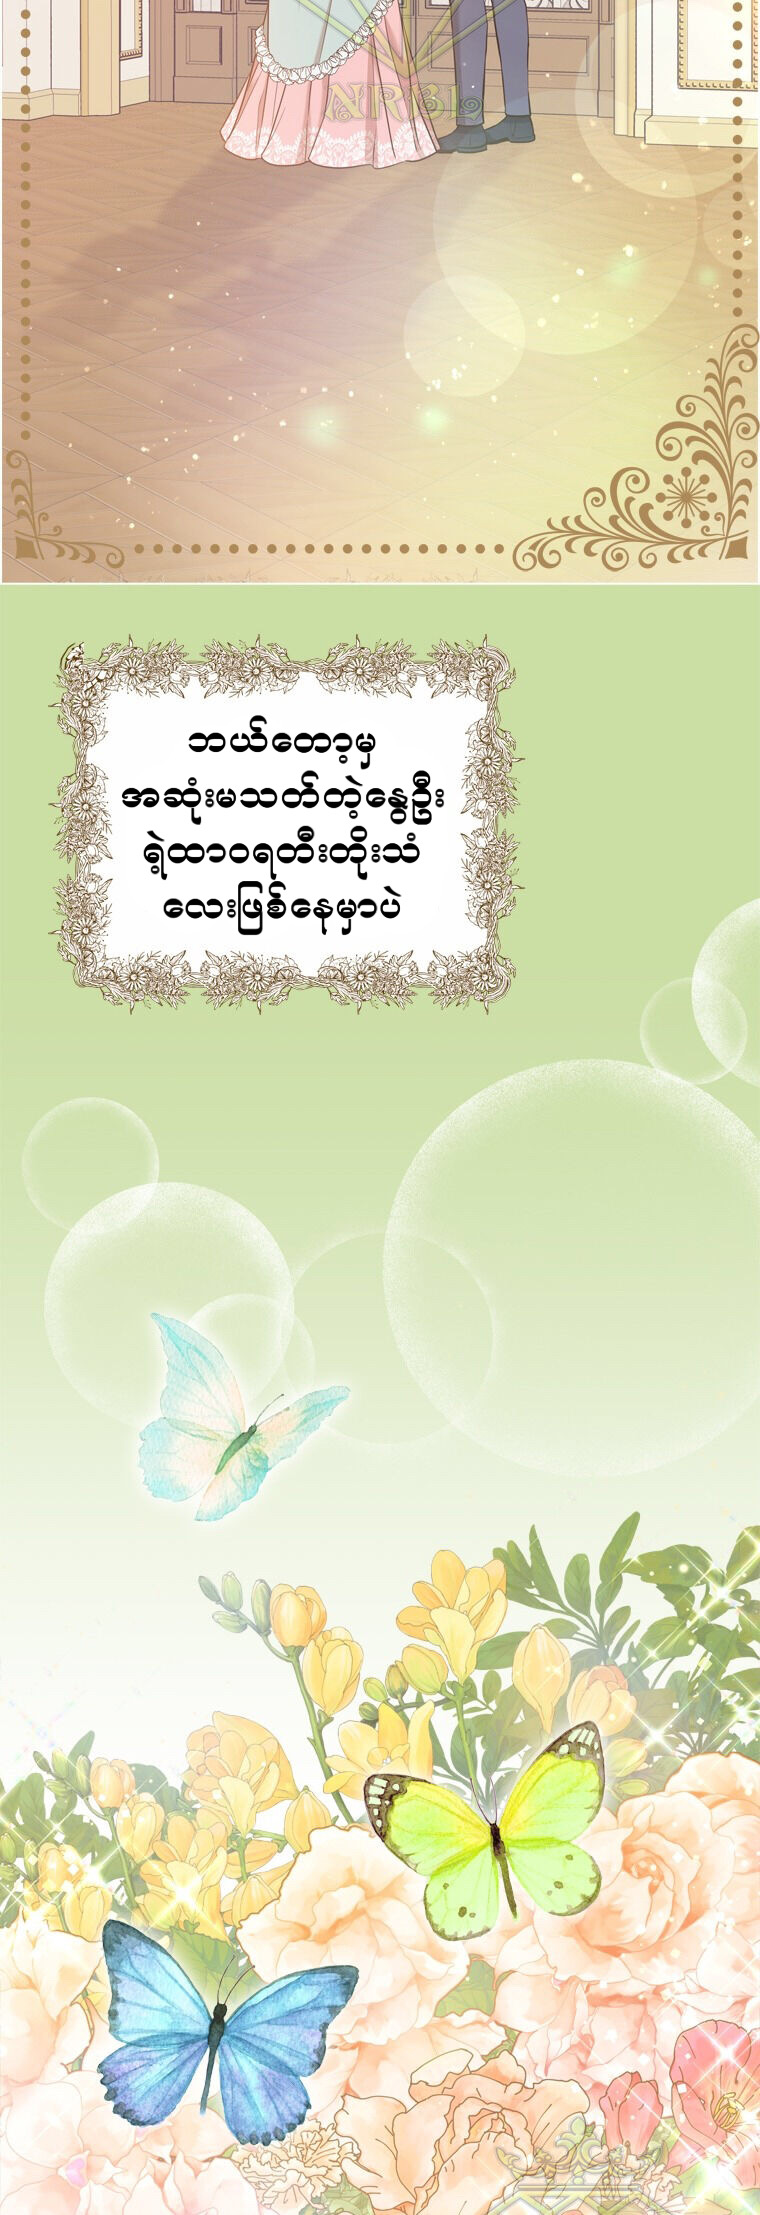 NRBL
ဘယ်တော့မှ
အဆုံးမသတ်တဲ့နွေဦး
ရဲ့ထာဝရတီးတိုးသံ
လေးဖြစ်နေမှာပဲ